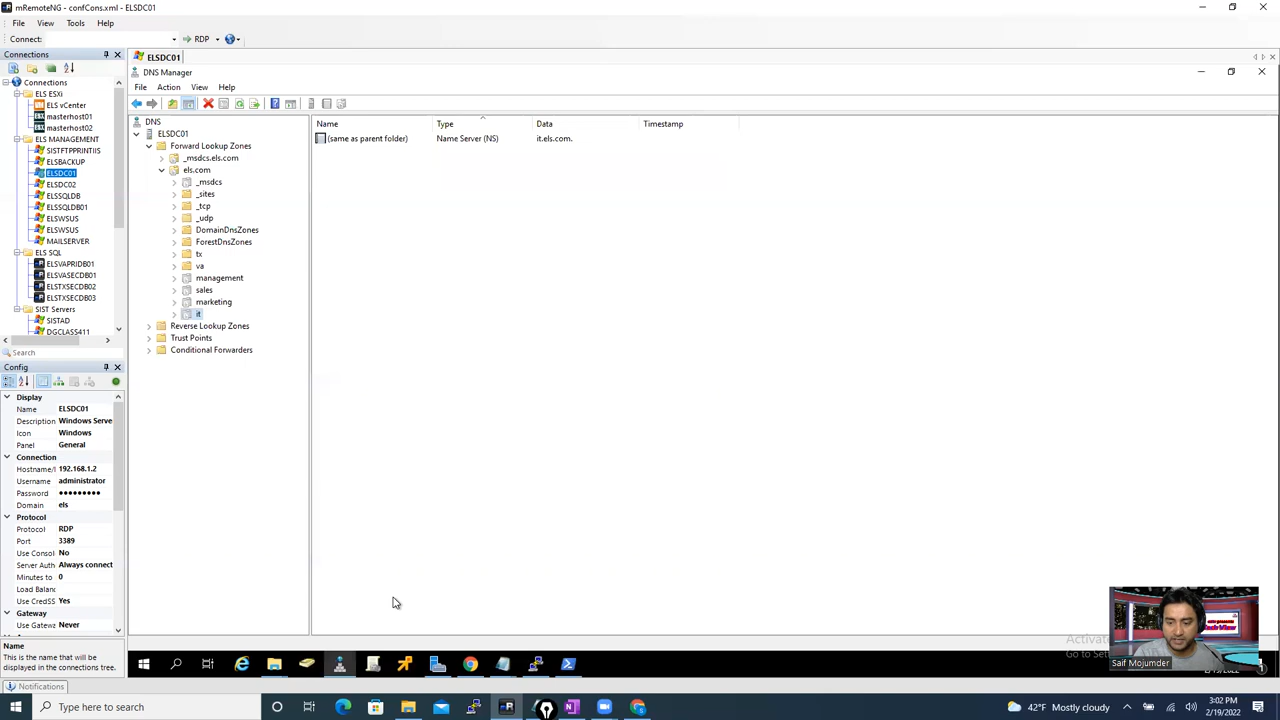 mRemoteNG - confCons.xml - ELSDC01
File View Tools Help
Connect: RDP
Connections
ELSDC01
Connections
ELS ESXi
ELS vCenter
masterhost01
masterhost02
ELS MANAGEMENT
SISTFTPPRINTIIS
ELSBACKUP
ELSDC01
ELSDC02
ELSSQLDB
ELSSQLDB01
ELSWSUS
ELSWSUS
MAILSERVER
ELS SQL
ELSVAPRIDB01
ELSVASECDB01
ELSTXSECDB02
ELSTXSECDB03
SIST Servers
SISTAD
DGCLASS411
Search
Config
Display
Name ELSDC01
Description Windows Serve
Icon Windows
Panel General
Connection
Hostname/I 192.168.1.2
Username administrator
Password ●●●●●●●●●
Domain els
Protocol
Protocol RDP
Port 3389
Use Consol No
Server Auth Always connect
Minutes to 0
Load Balanc
Use CredSS Yes
Gateway
Use Gatewa Never
Name
This is the name that will be
displayed in the connections tree.
Notifications
DNS Manager
File Action View Help
DNS
ELSDC01
Forward Lookup Zones
_msdcs.els.com
els.com
_msdcs
_sites
_tcp
_udp
DomainDnsZones
ForestDnsZones
tx
va
management
sales
marketing
it
Reverse Lookup Zones
Trust Points
Conditional Forwarders
Name Type Data Timestamp
(same as parent folder) Name Server (NS) it.els.com.
Activat
Go to Set
Saif Mojumder
Type here to search
42°F Mostly cloudy
3:02 PM
2/19/2022